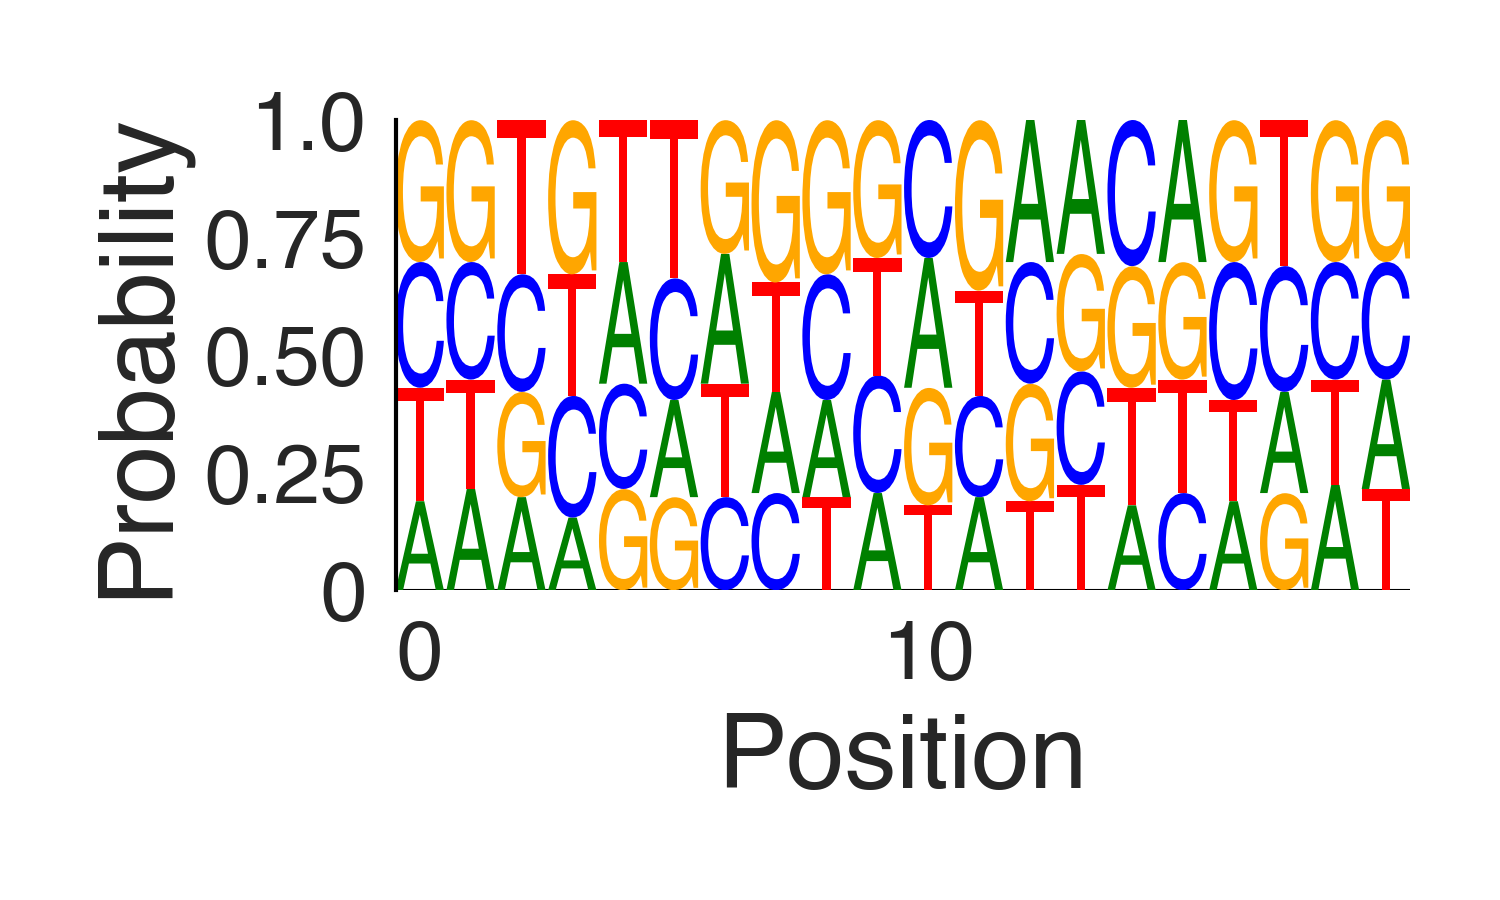 Probability
1.0
0.75
0.50
0.25
0
GGTGTTGGGGCGAACAGTGG
CCCTACATCTATCGGGCCCC
TTGCCATAACGCGCTTTATA
AAAAGGCCTATATTACAGAT
0 10
Position